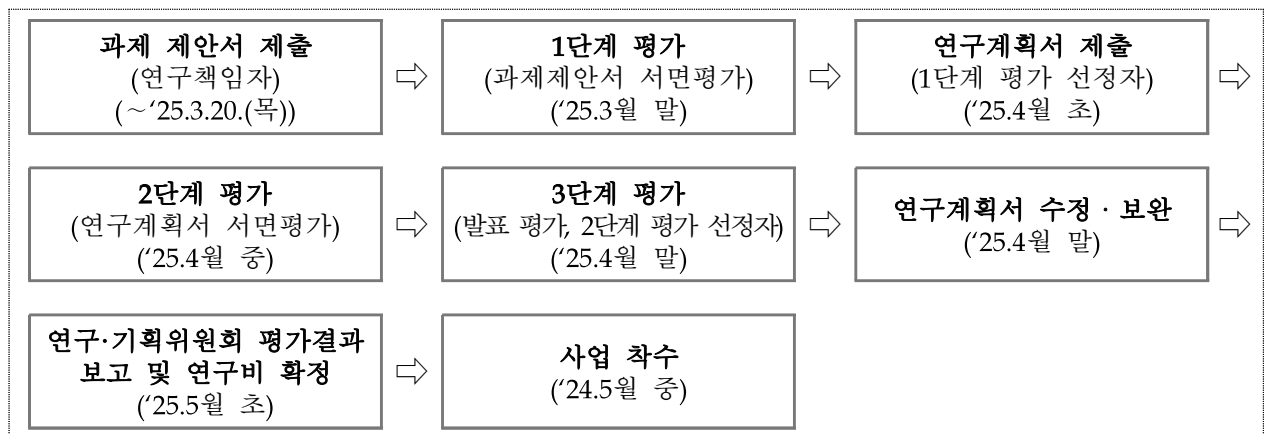 과제 제안서 제출
(연구책임자)
(~‘25.3.20.(목))
1단계 평가
(과제제안서 서면평가)
(‘25.3월 말)
연구계획서 제출
(1단계 평가 선정자)
(‘25.4월 초)
2단계 평가
(연구계획서 서면평가)
(‘25.4월 중)
3단계 평가
(발표 평가, 2단계 평가 선정자)
(‘25.4월 말)
연구계획서 수정·보완
(‘25.4월 말)
연구·기획위원회 평가결과
보고 및 연구비 확정
(‘25.5월 초)
사업 착수
(‘24.5월 중)